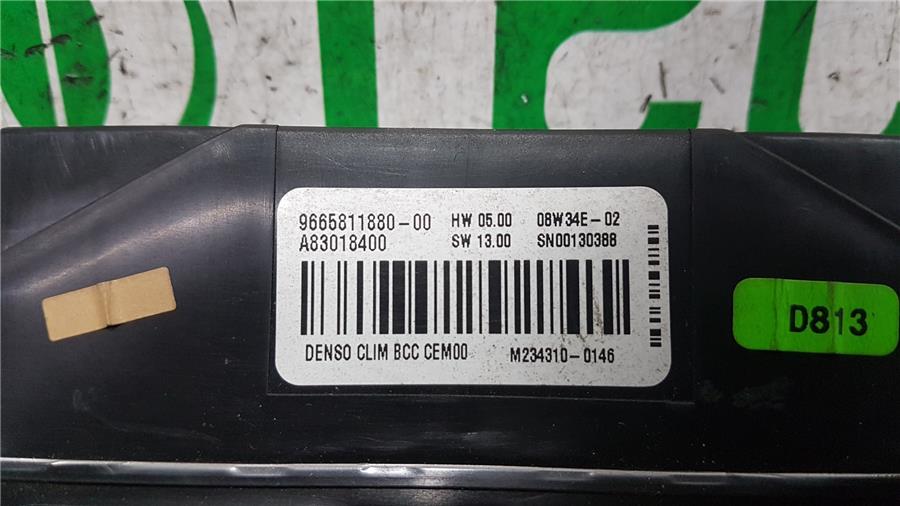 9665811880-00 HW 05.00 08W34E-02
A83018400 SW 13.00 SN00130388
DENSO CLIM BCC CEM00 M234310-0146
D813